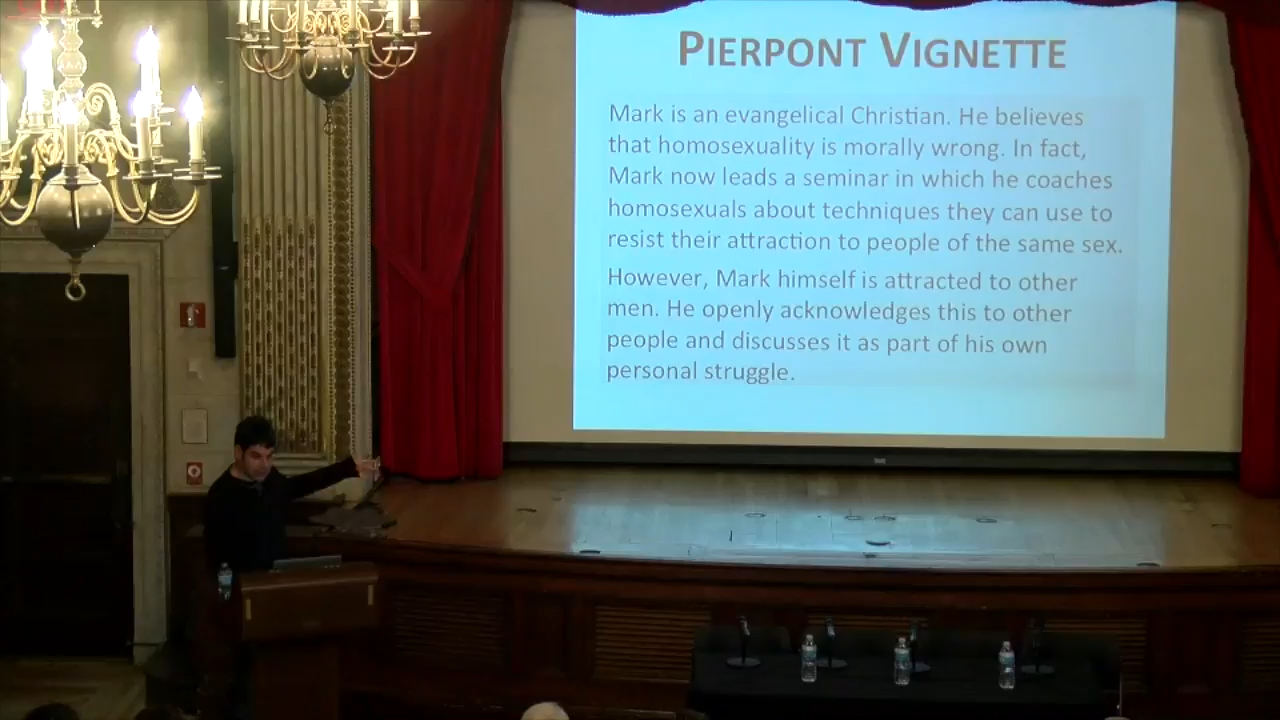 PIERPONT VIGNETTE
Mark is an evangelical Christian. He believes
that homosexuality is morally wrong. In fact,
Mark now leads a seminar in which he coaches
homosexuals about techniques they can use to
resist their attraction to people of the same sex.
However, Mark himself is attracted to other
men. He openly acknowledges this to other
people and discusses it as part of his own
personal struggle.